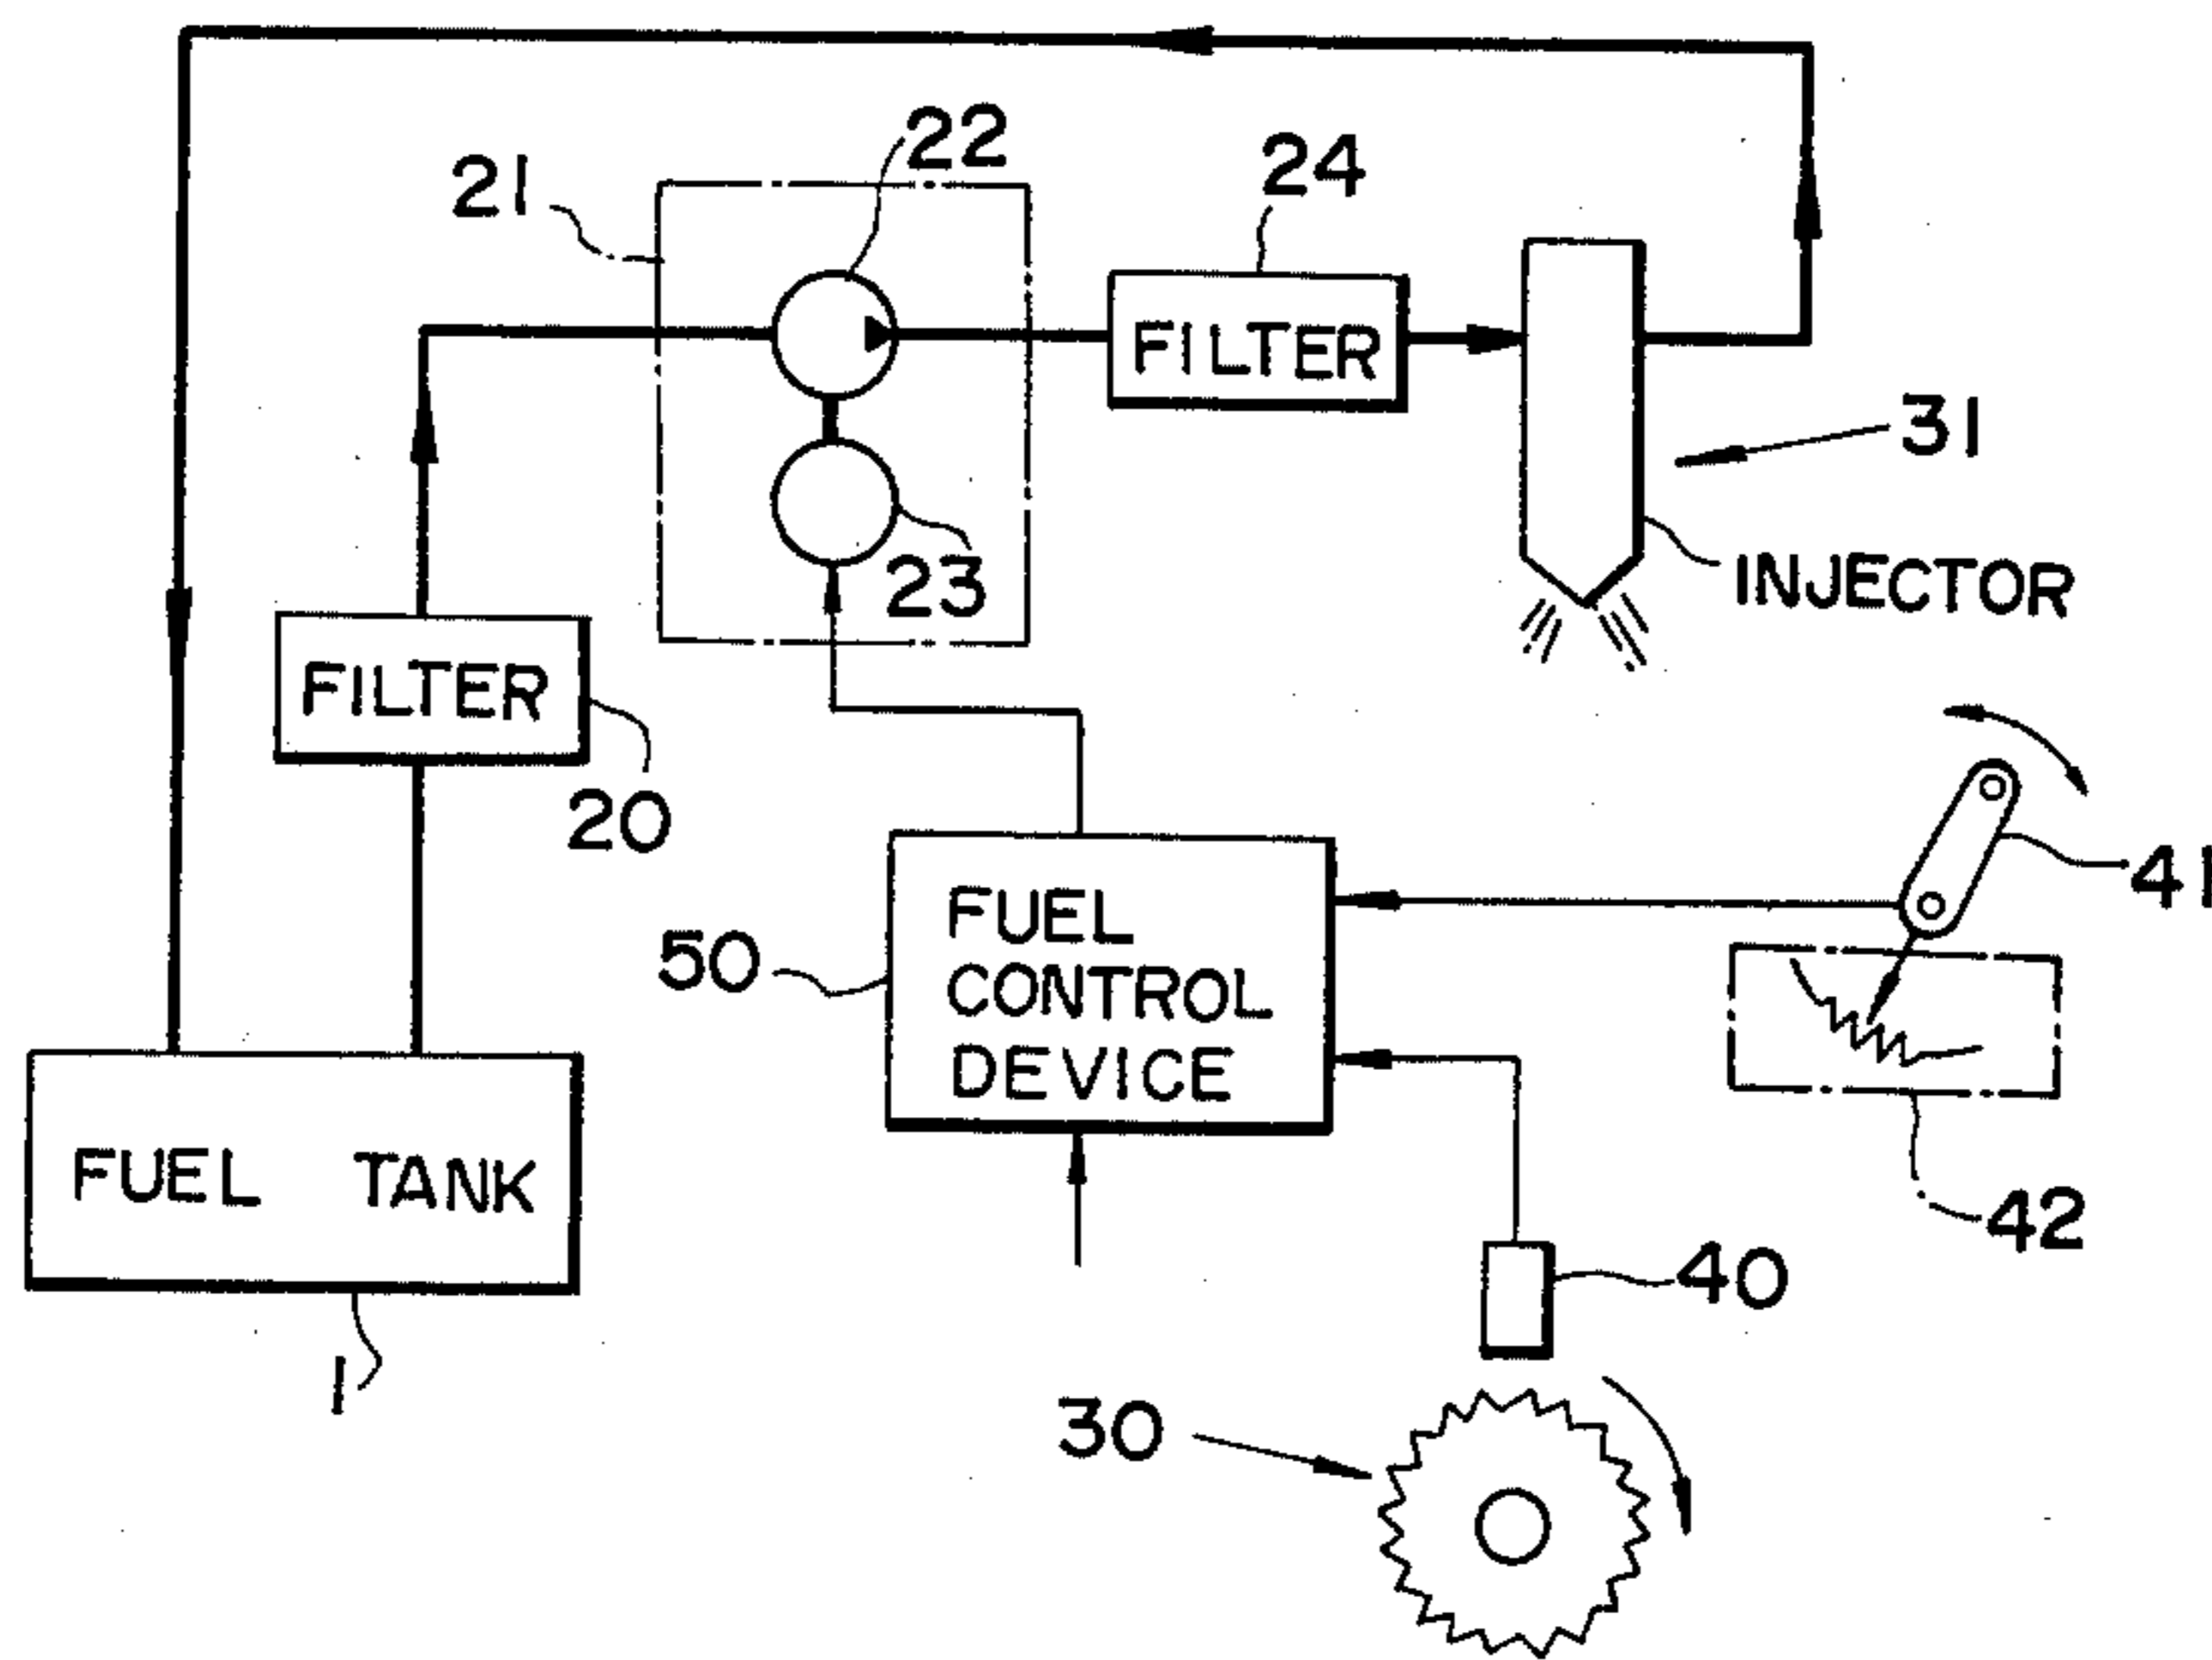 22
21
24
FILTER
31
INJECTOR
23
FILTER
20
41
FUEL
CONTROL
DEVICE
50
FUEL TANK
42
40
1
30